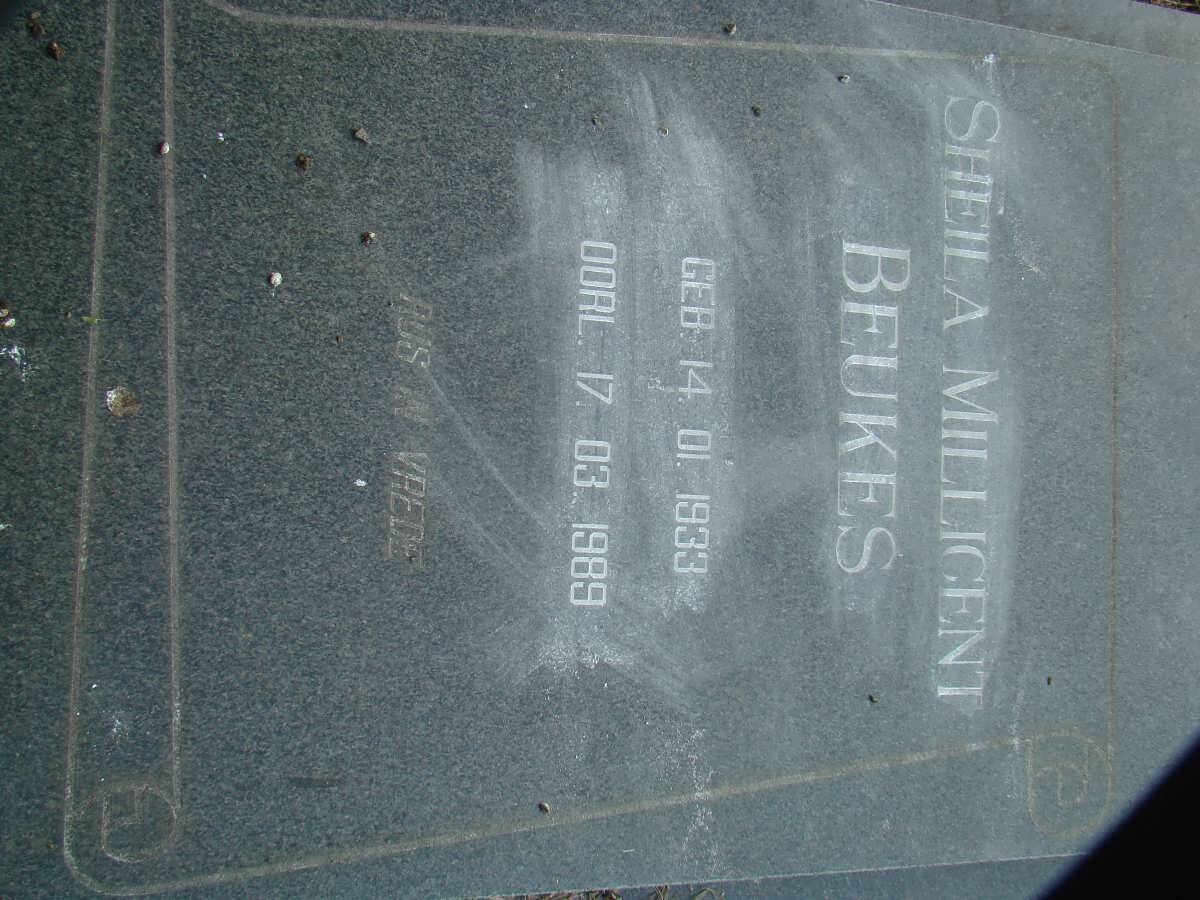 SHEILA MILLICENT
BEUKES
GEB. 14. 01. 1933
OORL. 17. 03. 1989
RUS IN VREDE